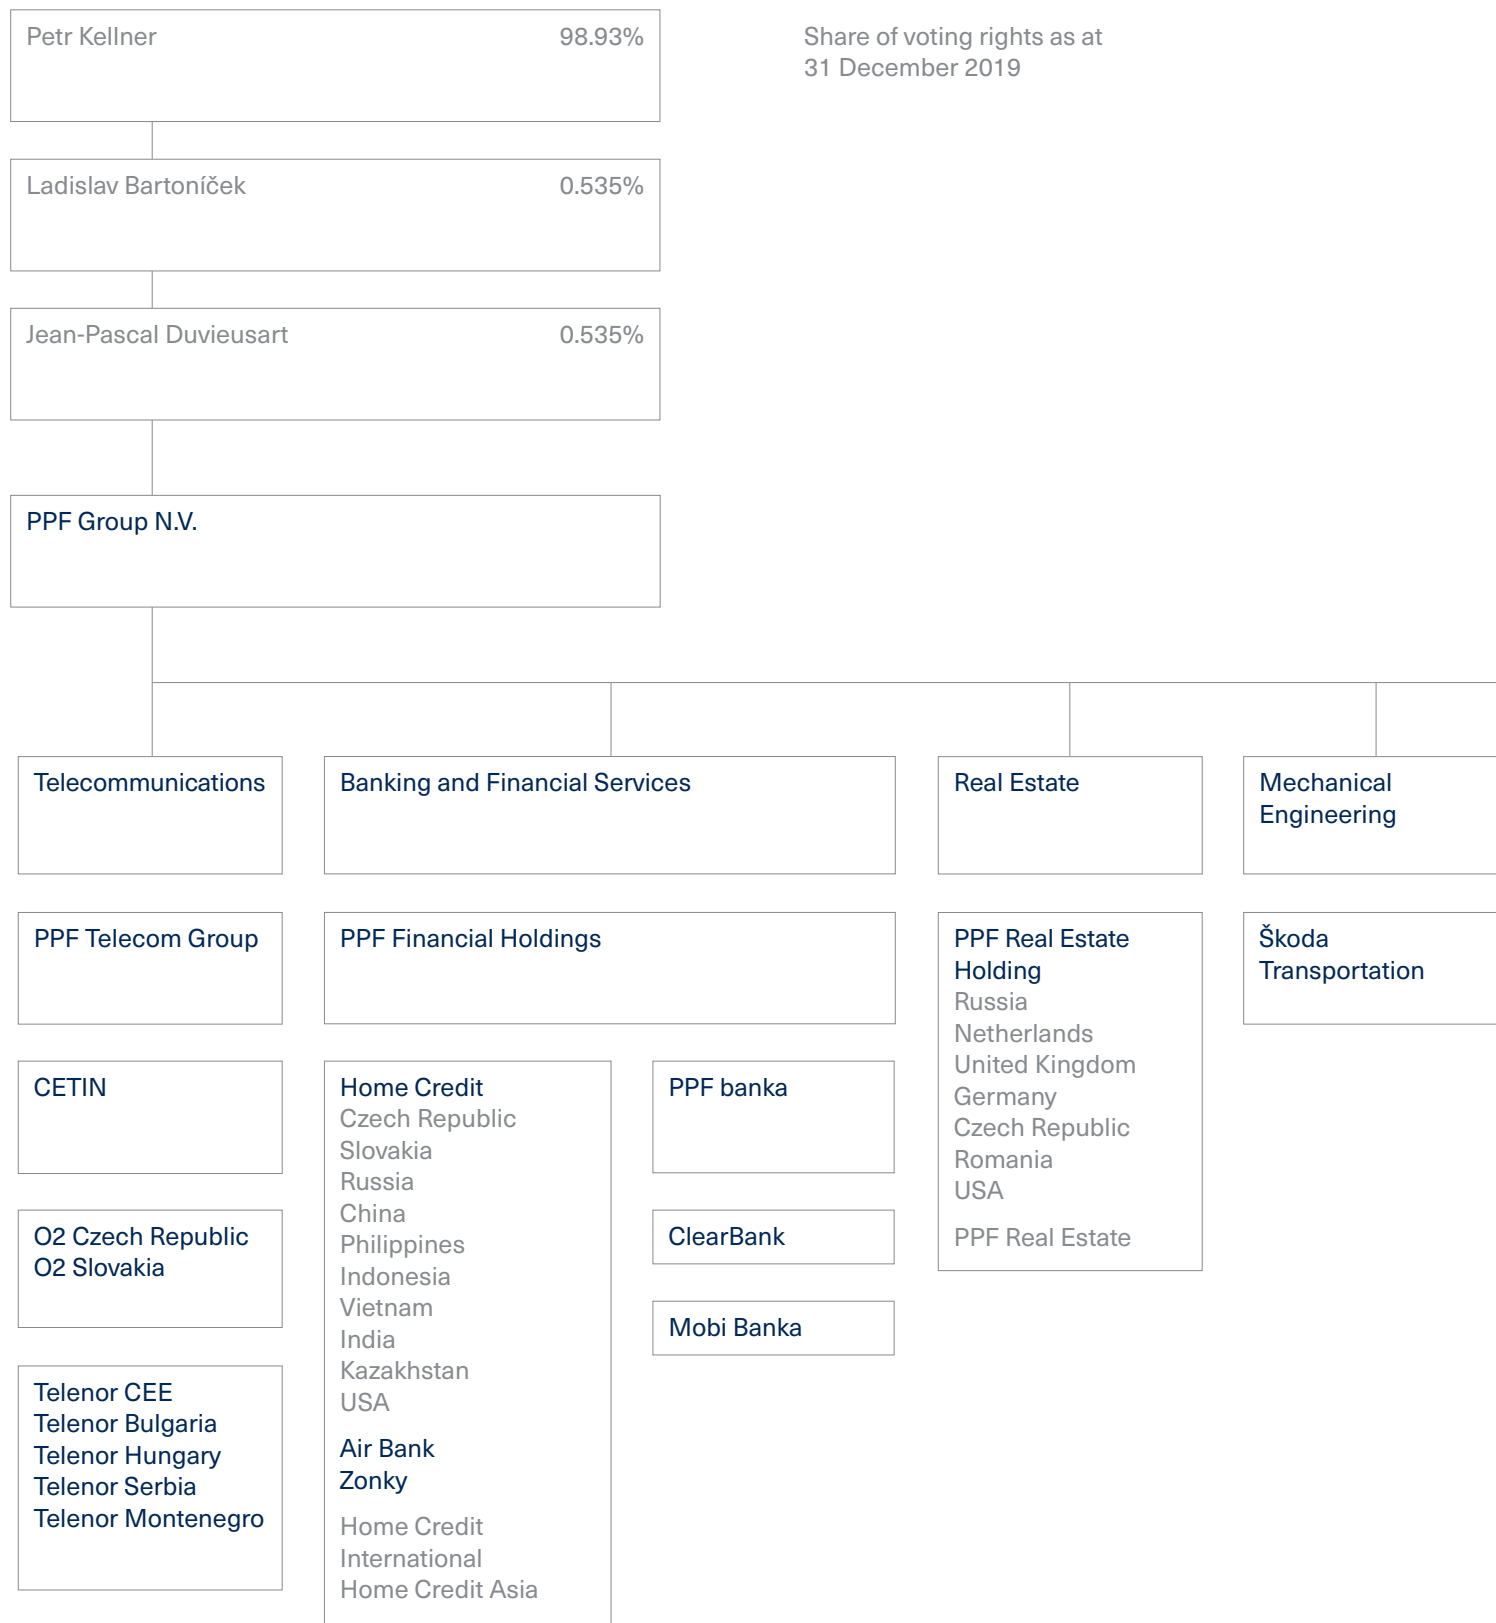 Petr Kellner 98.93%
Share of voting rights as at
31 December 2019
Ladislav Bartoníček 0.535%
Jean-Pascal Duvieusart 0.535%
PPF Group N.V.
Telecommunications
Banking and Financial Services
Real Estate
Mechanical
Engineering
PPF Telecom Group
PPF Financial Holdings
PPF Real Estate
Holding
Russia
Netherlands
United Kingdom
Germany
Czech Republic
Romania
USA
PPF Real Estate
Škoda
Transportation
CETIN
O2 Czech Republic
O2 Slovakia
Telenor CEE
Telenor Bulgaria
Telenor Hungary
Telenor Serbia
Telenor Montenegro
Home Credit
Czech Republic
Slovakia
Russia
China
Philippines
Indonesia
Vietnam
India
Kazakhstan
USA
Air Bank
Zonky
Home Credit
International
Home Credit Asia
PPF banka
ClearBank
Mobi Banka